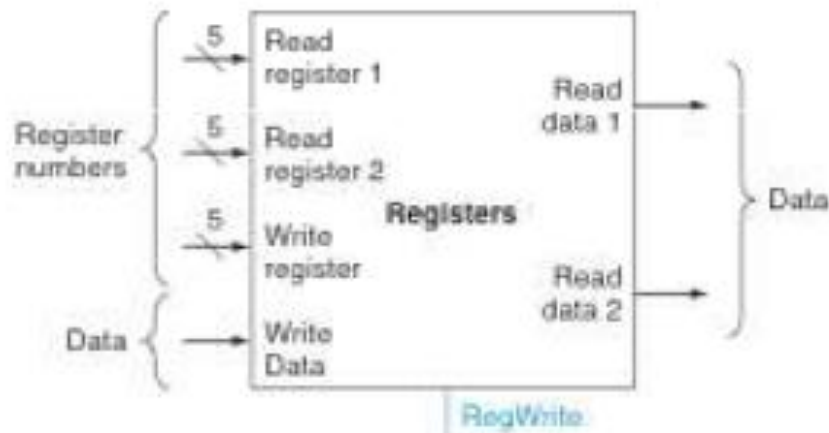 Register
numbers
Data
5
Read
register 1
5
Read
register 2
5
Write
register
Write
Data
Registers
Read
data 1
Read
data 2
Data
RegWrite